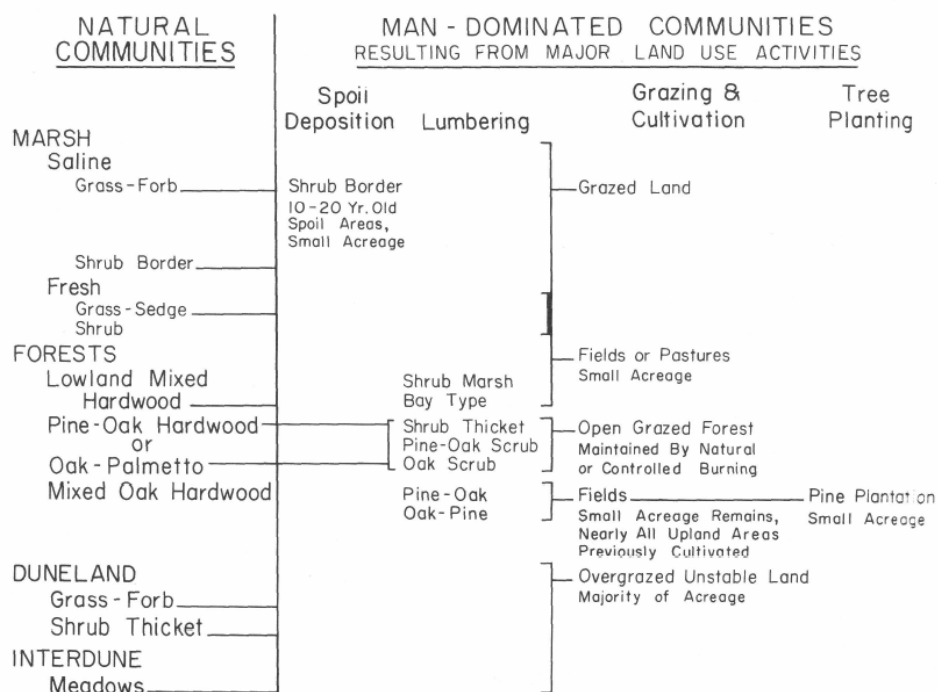 NATURAL
COMMUNITIES
MAN-DOMINATED COMMUNITIES
RESULTING FROM MAJOR LAND USE ACTIVITIES
Spoil
Deposition
Lumbering
Grazing &
Cultivation
Tree
Planting
MARSH
Saline
Grass-Forb
Shrub Border
10-20 Yr. Old
Spoil Areas,
Small Acreage
Grazed Land
Shrub Border
Fresh
Grass-Sedge
Shrub
FORESTS
Fields or Pastures
Small Acreage
Lowland Mixed
Hardwood
Shrub Marsh
Bay Type
Pine-Oak Hardwood
or
Oak-Palmetto
Shrub Thicket
Pine-Oak Scrub
Oak Scrub
Open Grazed Forest
Maintained By Natural
or Controlled Burning
Mixed Oak Hardwood
Pine-Oak
Oak-Pine
Fields
Small Acreage Remains,
Nearly All Upland Areas
Previously Cultivated
Pine Plantation
Small Acreage
DUNELAND
Grass-Forb
Shrub Thicket
Overgrazed Unstable Land
Majority of Acreage
INTERDUNE
Meadows